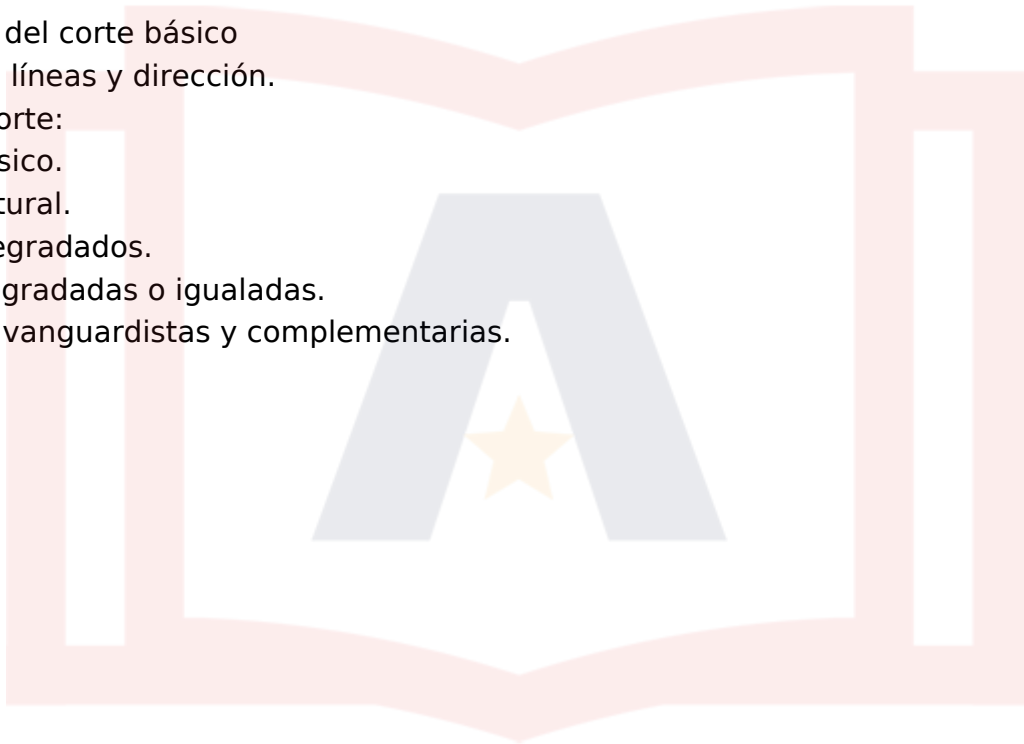 del corte básico
líneas y dirección.
orte:
sico.
tural.
egradados.
gradadas o igualadas.
vanguardistas y complementarias.